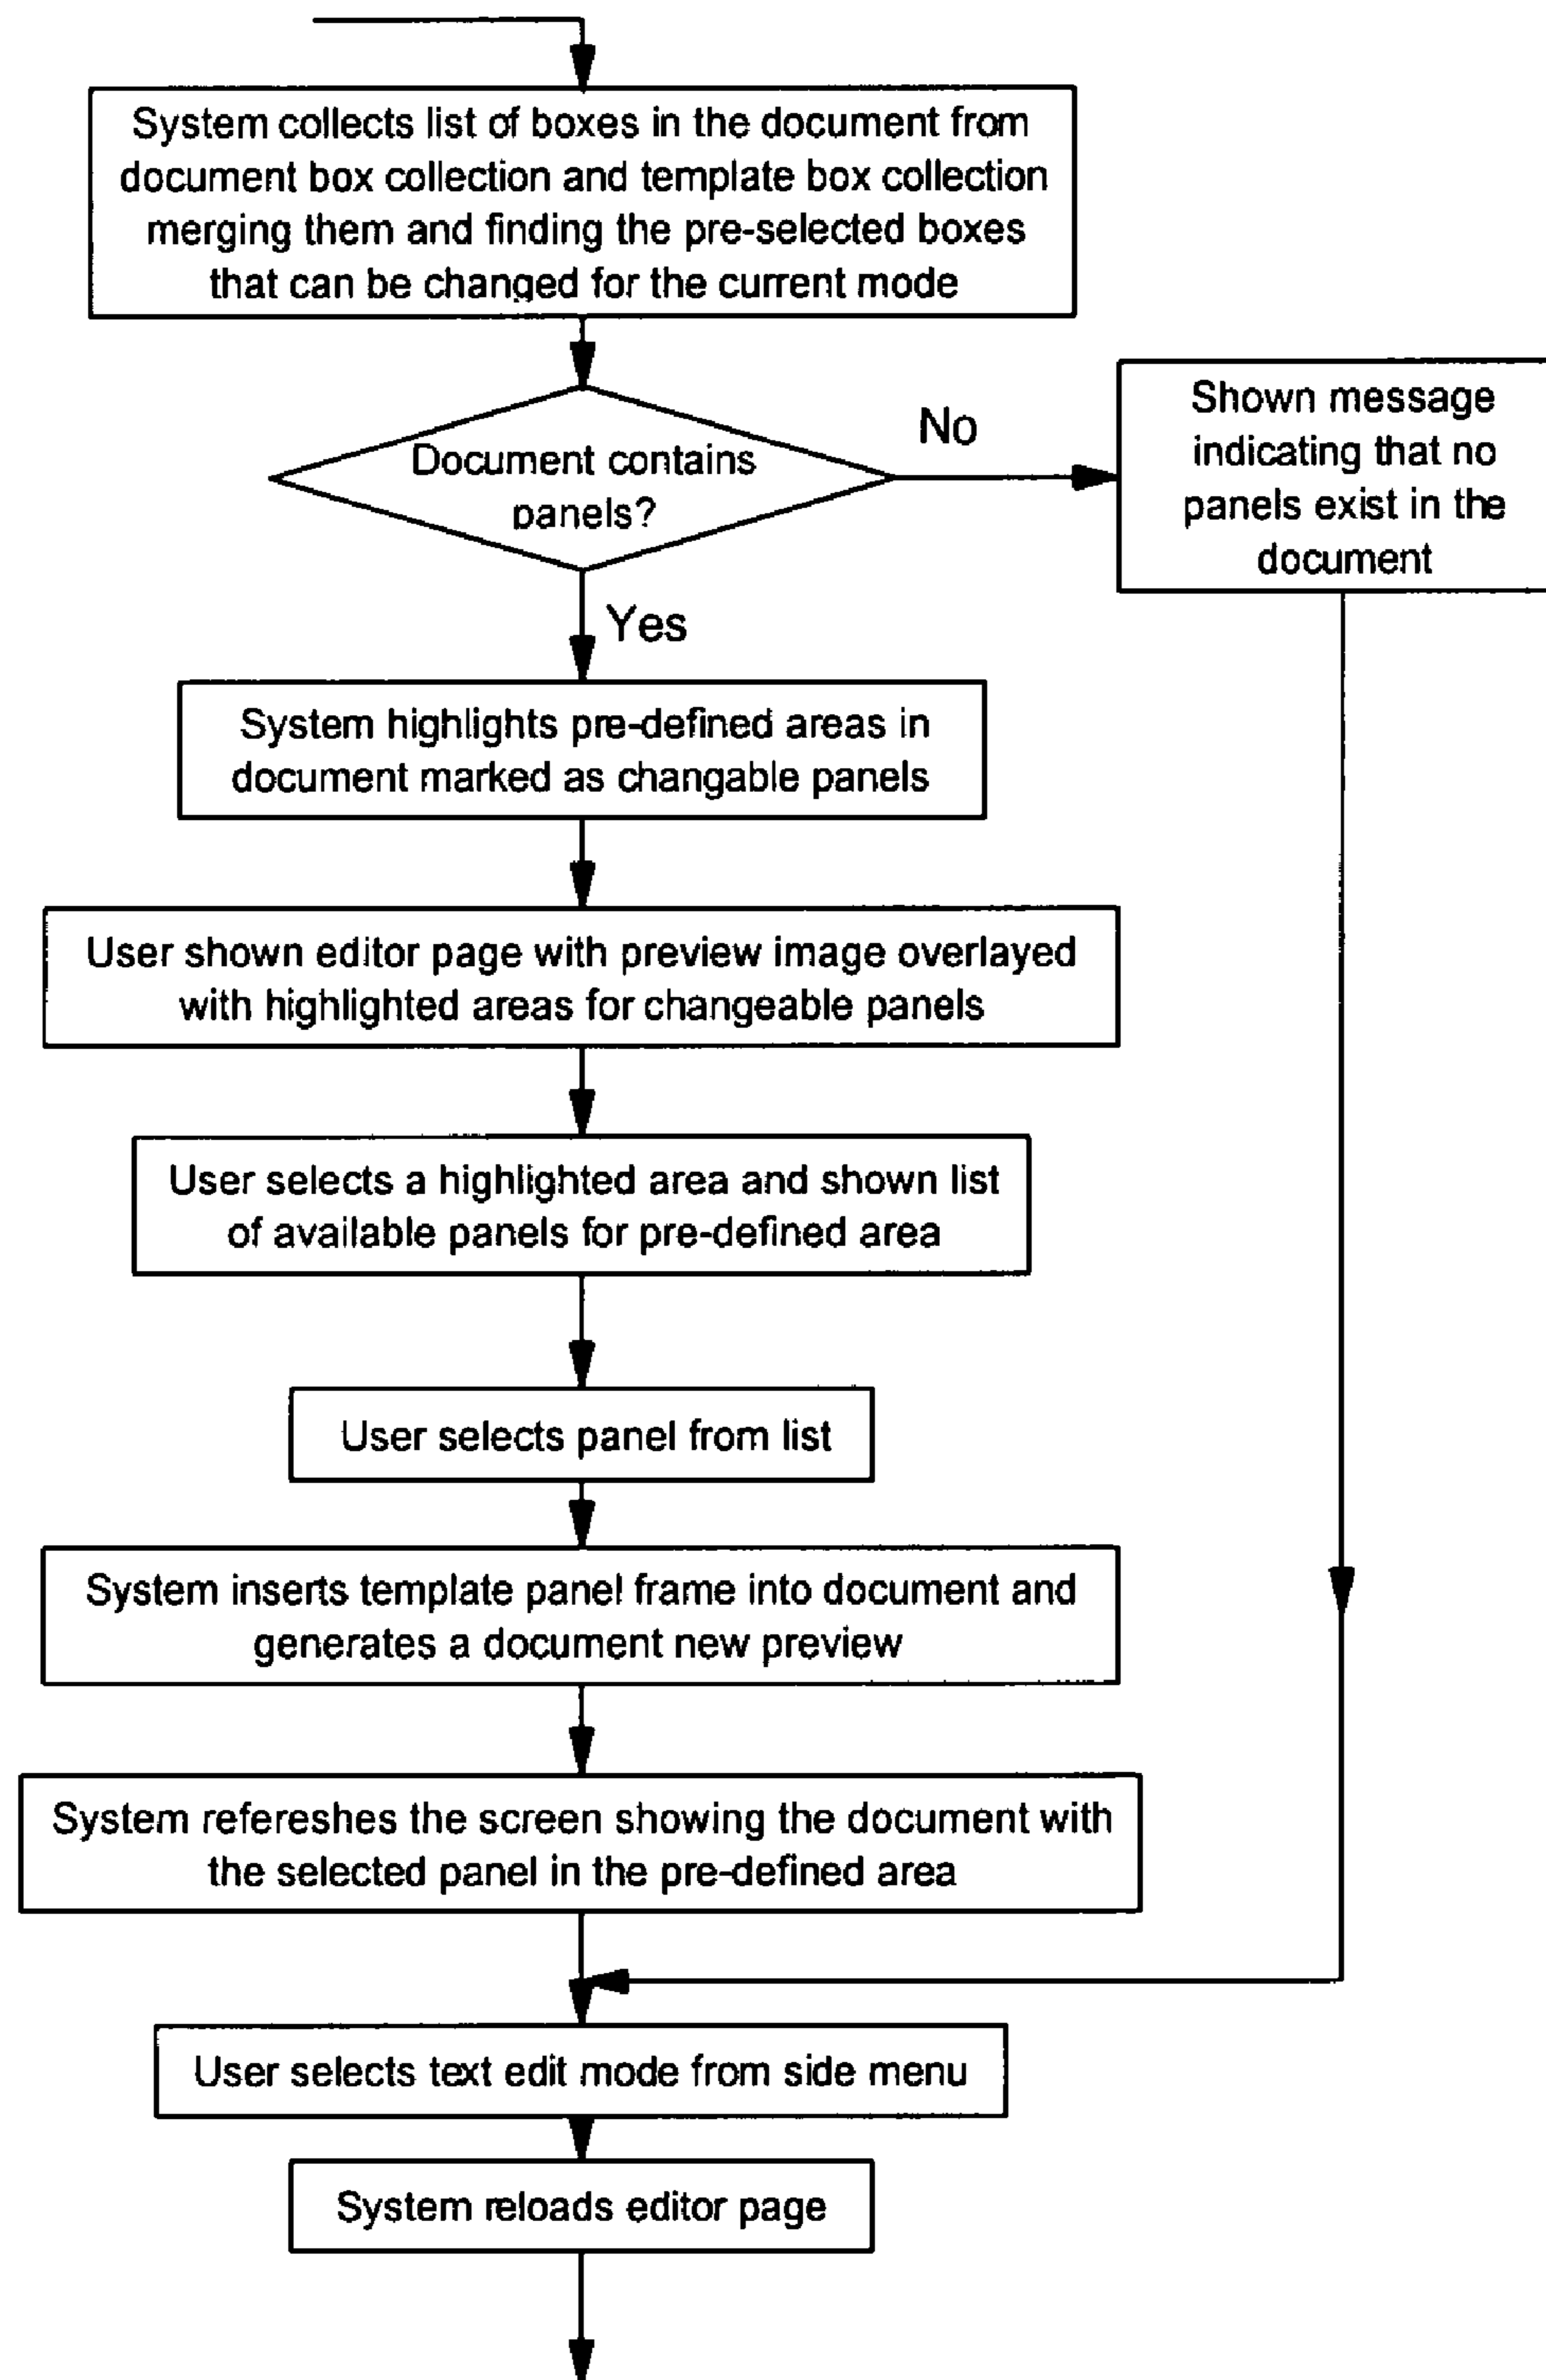 System collects list of boxes in the document from
document box collection and template box collection
merging them and finding the pre-selected boxes
that can be changed for the current mode
Document contains
panels?
No
Shown message
indicating that no
panels exist in the
document
Yes
System highlights pre-defined areas in
document marked as changable panels
User shown editor page with preview image overlayed
with highlighted areas for changeable panels
User selects a highlighted area and shown list
of available panels for pre-defined area
User selects panel from list
System inserts template panel frame into document and
generates a document new preview
System refereshes the screen showing the document with
the selected panel in the pre-defined area
User selects text edit mode from side menu
System reloads editor page